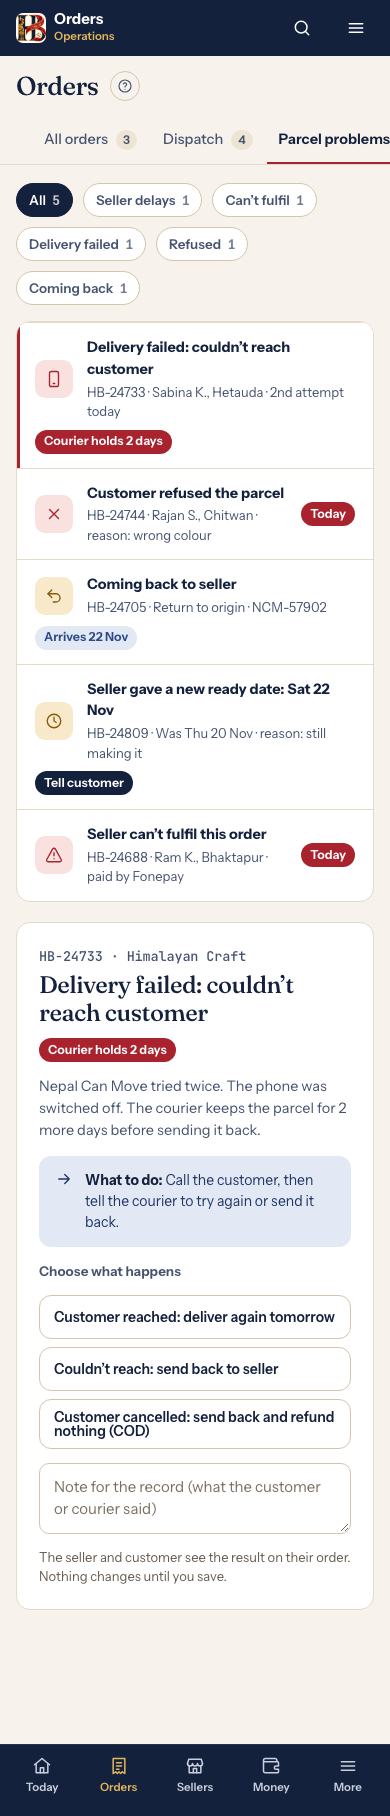 Orders
Operations
Orders
All orders 3 Dispatch 4 Parcel problems
All 5 Seller delays 1 Can't fulfil 1
Delivery failed 1 Refused 1
Coming back 1
Delivery failed: couldn't reach
customer
HB-24733 · Sabina K., Hetauda · 2nd attempt
today
Courier holds 2 days
Customer refused the parcel
HB-24744 · Rajan S., Chitwan ·
reason: wrong colour
Today
Coming back to seller
HB-24705 · Return to origin · NCM-57902
Arrives 22 Nov
Seller gave a new ready date: Sat 22
Nov
HB-24809 · Was Thu 20 Nov · reason: still
making it
Tell customer
Seller can't fulfil this order
HB-24688 · Ram K., Bhaktapur ·
paid by Fonepay
Today
HB-24733 · Himalayan Craft
Delivery failed: couldn't
reach customer
Courier holds 2 days
Nepal Can Move tried twice. The phone was
switched off. The courier keeps the parcel for 2
more days before sending it back.
What to do: Call the customer, then
tell the courier to try again or send it
back.
Choose what happens
Customer reached: deliver again tomorrow
Couldn't reach: send back to seller
Customer cancelled: send back and refund
nothing (COD)
Note for the record (what the customer
or courier said)
The seller and customer see the result on their order.
Nothing changes until you save.
Today Orders Sellers Money More